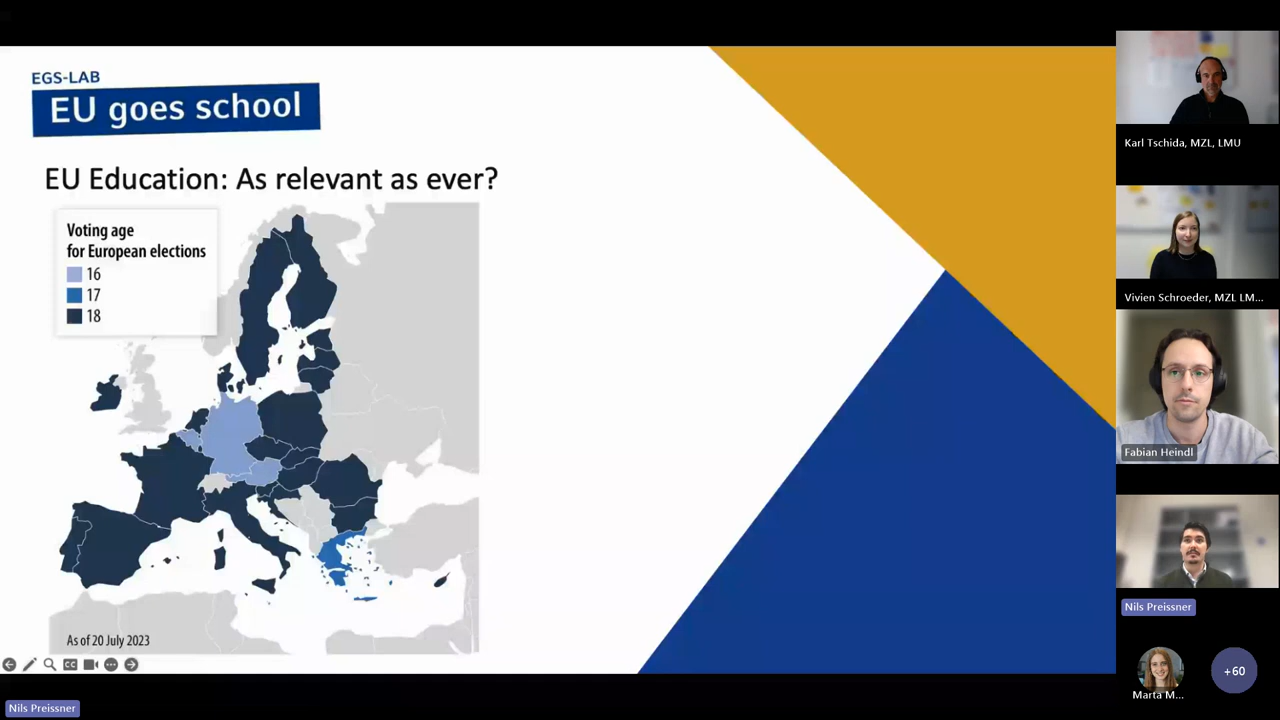 EGS-LAB
EU goes school
EU Education: As relevant as ever?
Voting age
for European elections
16
17
18
As of 20 July 2023
CC
Nils Preissner
Karl Tschida, MZL, LMU
Vivien Schroeder, MZL LM...
Fabian Heindl
Nils Preissner
Marta M...
+60